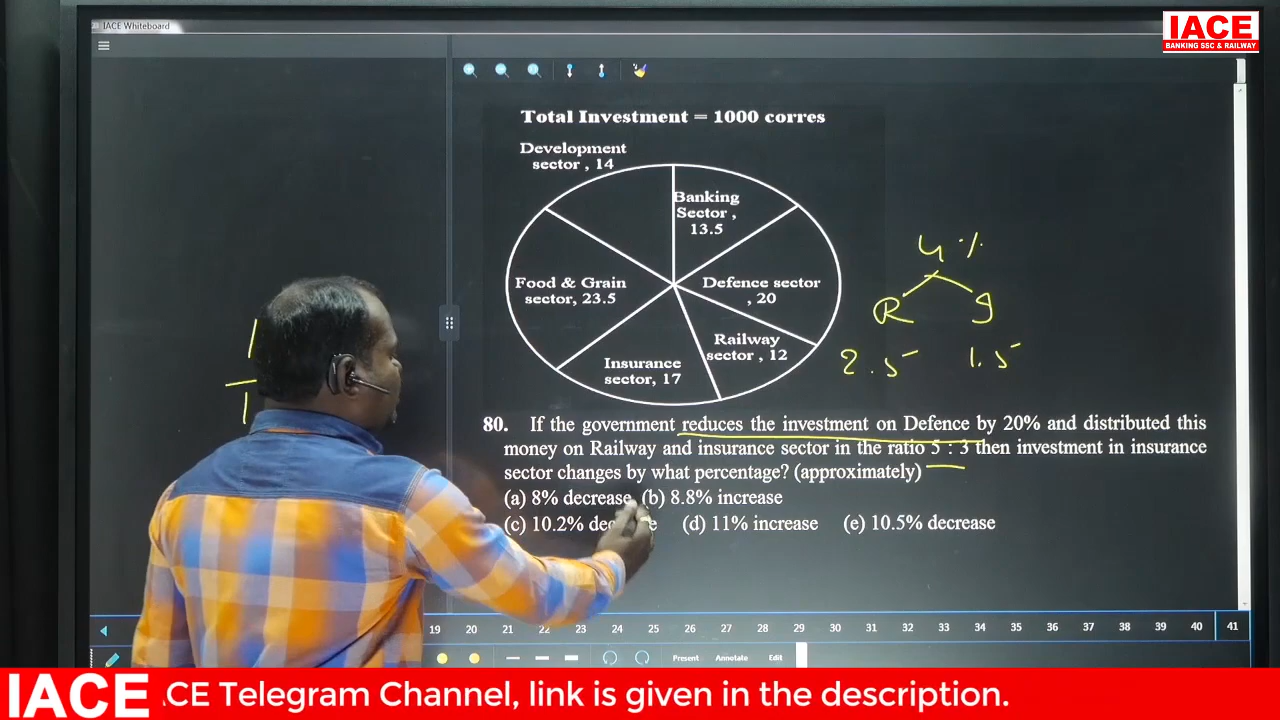 IACE Whiteboard
IACE
BANKING SSC & RAILWAY
Total Investment = 1000 corres
Development
sector , 14
Banking
Sector ,
13.5
Food & Grain
sector, 23.5
Defence sector
, 20
Railway
sector , 12
Insurance
sector, 17
4 %
R
2.5
1.5
80. If the government reduces the investment on Defence by 20% and distributed this
money on Railway and insurance sector in the ratio 5 : 3 then investment in insurance
sector changes by what percentage? (approximately)
(a) 8% decrease (b) 8.8% increase
(c) 10.2% (d) 11% increase (e) 10.5% decrease
19 20 21 22 23 24 25 26 27 28 29 30 31 32 33 34 35 36 37 38 39 40 41
Present Annotate Edit
IACE CE Telegram Channel, link is given in the description.